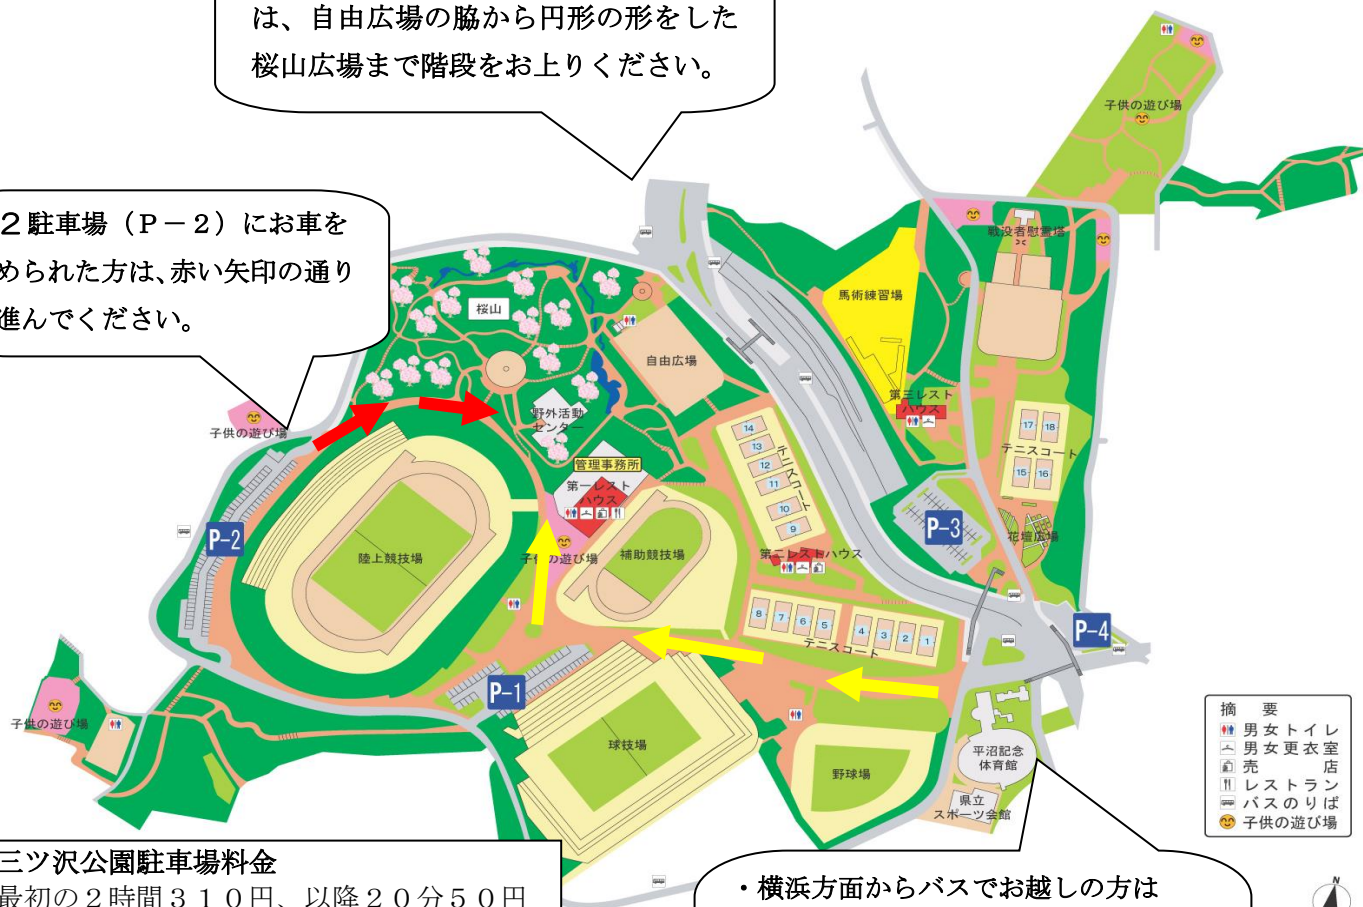 は、自由広場の脇から円形の形をした
桜山広場まで階段をお上りください。
2駐車場（P－2）にお車を
められた方は、赤い矢印の通り
進んでください。
子供の遊び場
戦没者慰霊塔
馬術練習場
桜山
自由広場
第三レスト
ハウス
子供の遊び場
野外活動
センター
管理事務所
第一レスト
ハウス
14
13
12
11
10
9
テニスコート
17
18
テニスコート
15
16
P-2
P-3
花壇広場
陸上競技場
子供の遊び場
補助競技場
第二レストハウス
8
7
6
5
4
3
2
1
テニスコート
P-4
P-1
子供の遊び場
球技場
野球場
平沼記念
体育館
県立
スポーツ会館
摘　要
男女トイレ
男女更衣室
売　店
レストラン
バスのりば
子供の遊び場
三ツ沢公園駐車場料金
最初の２時間３１０円、以降２０分５０円
・横浜方面からバスでお越しの方は
N